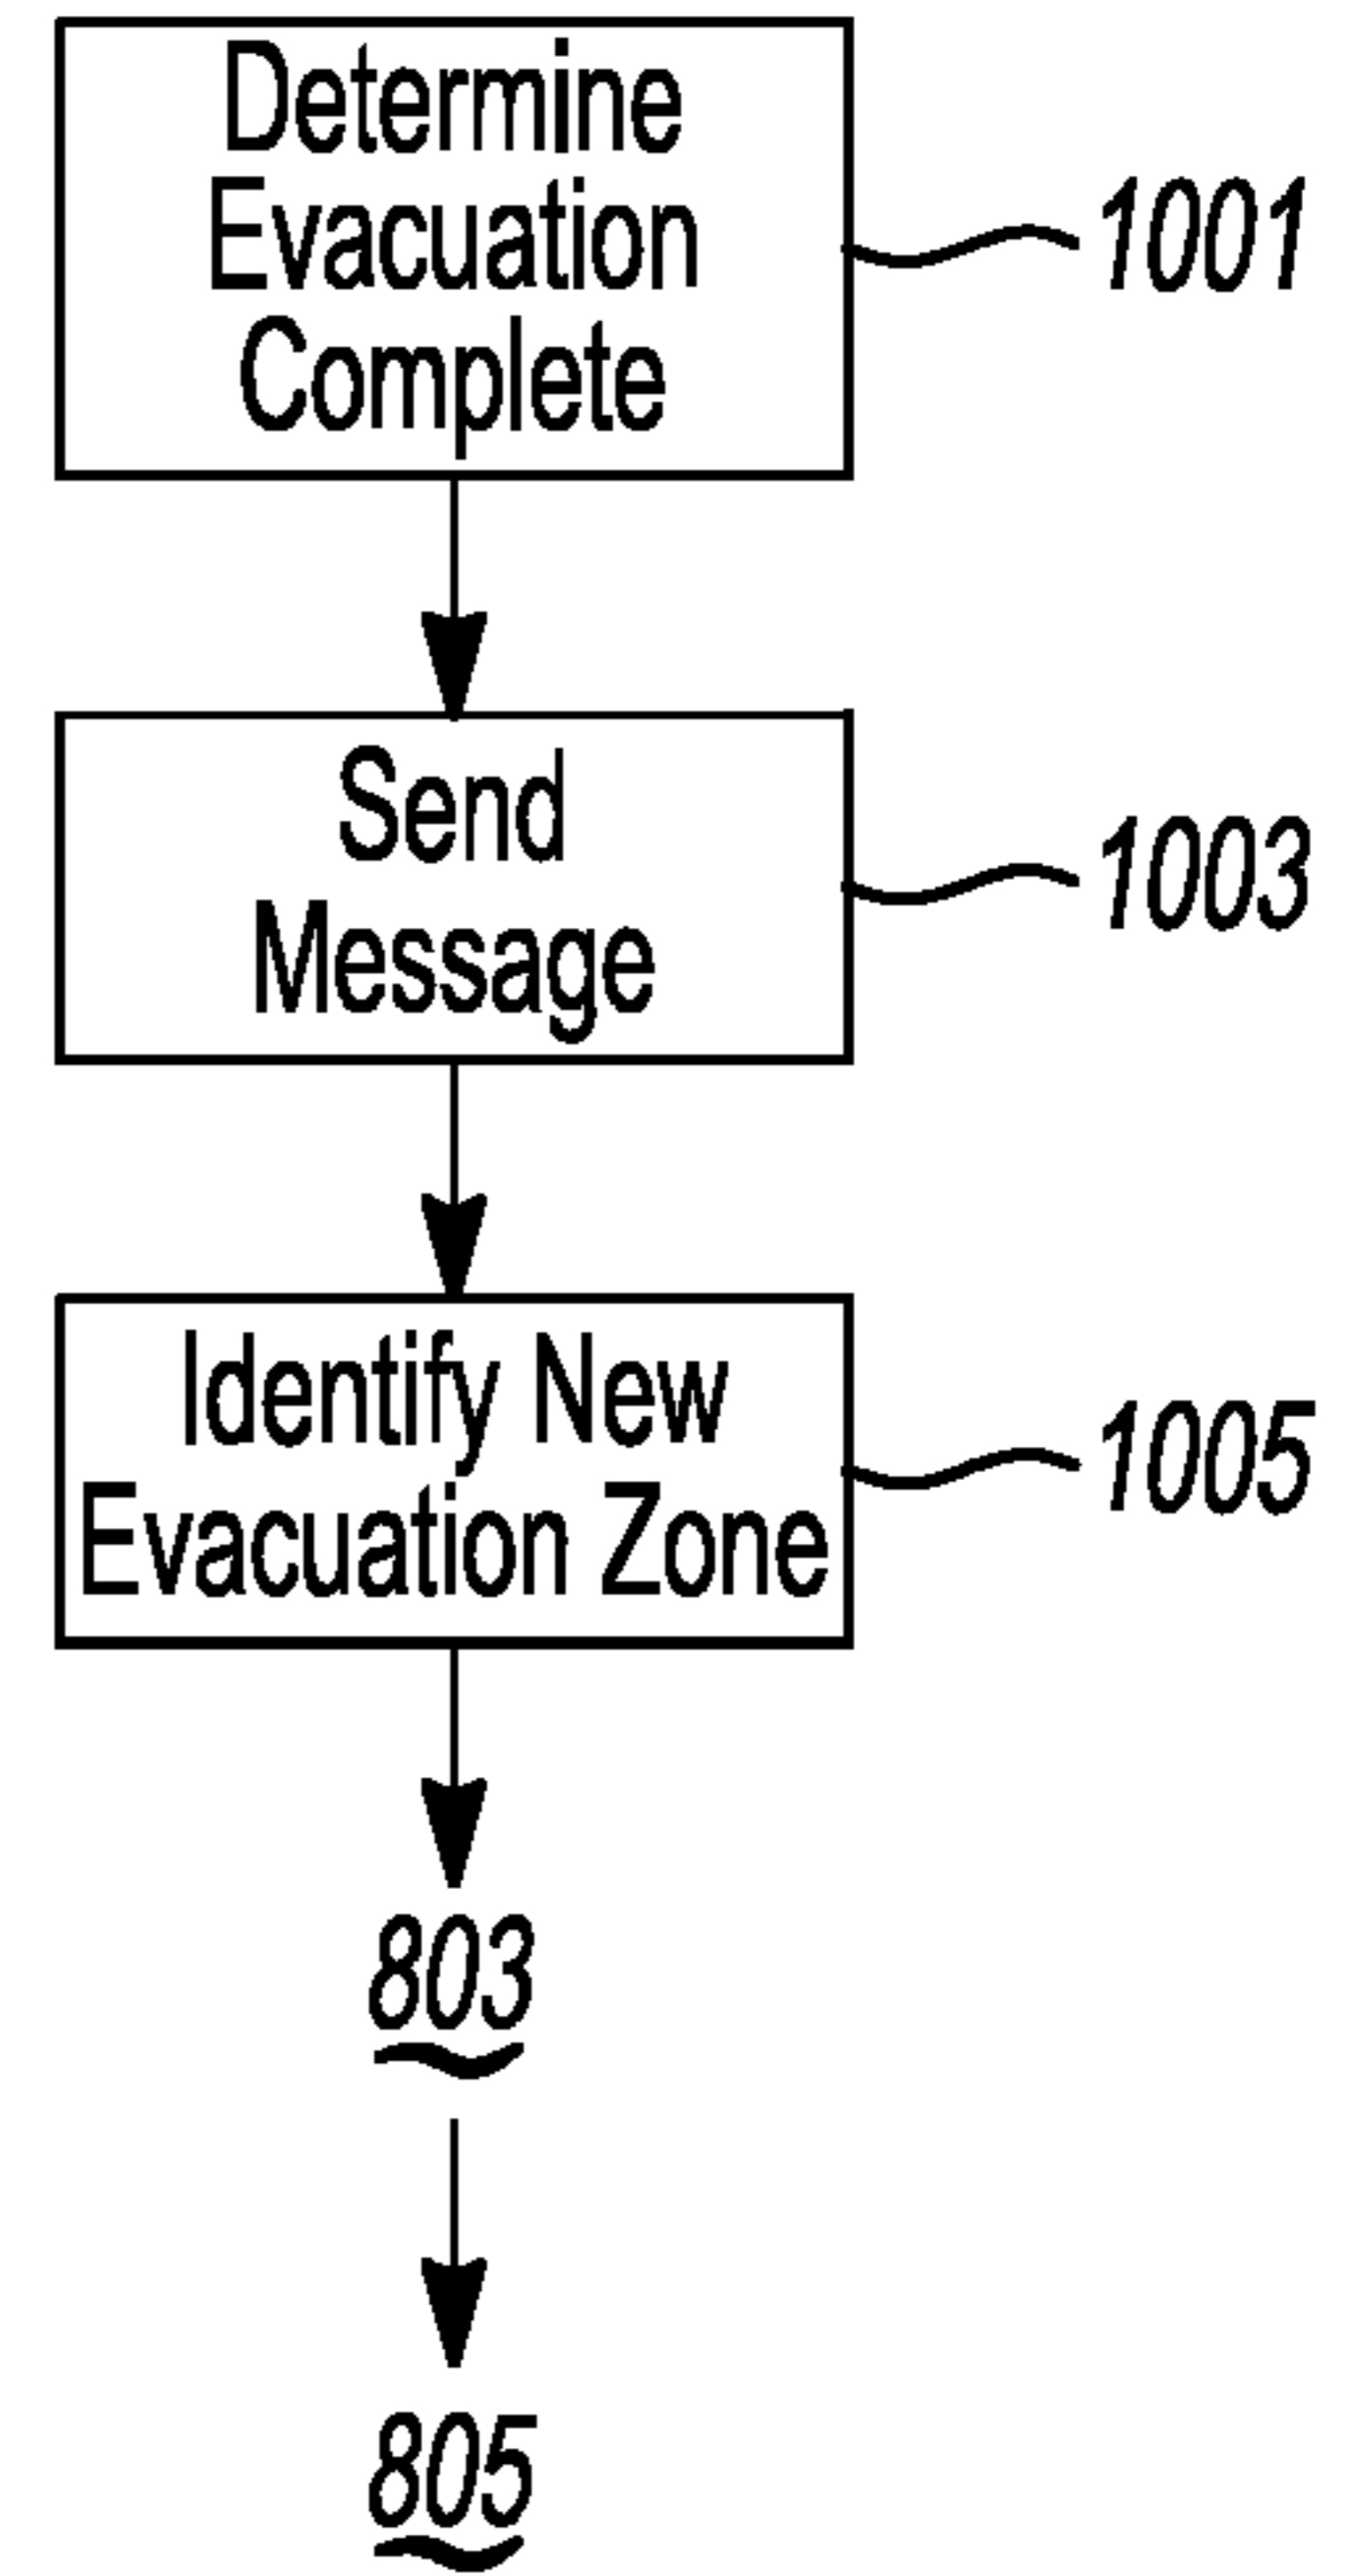 Determine
Evacuation
Complete
1001
Send
Message
1003
Identify New
Evacuation Zone
1005
803
805